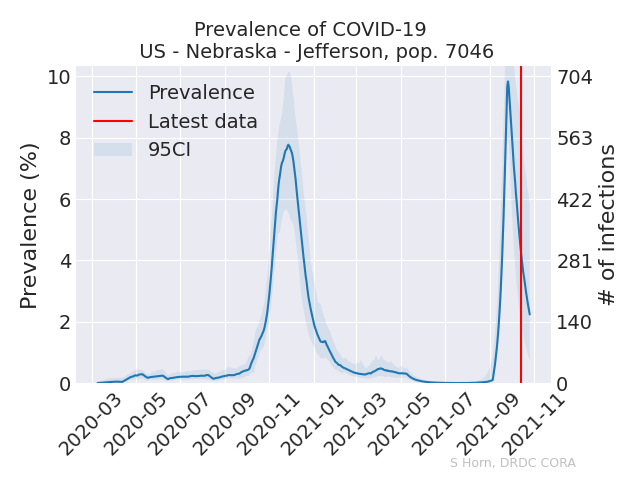 Prevalence of COVID-19
US - Nebraska - Jefferson, pop. 7046
Prevalence
Latest data
95CI
Prevalence (%)
10
8
6
4
2
0
704
563
422
281
140
0
# of infections
2020-03
2020-05
2020-07
2020-09
2020-11
2021-01
2021-03
2021-05
2021-07
2021-09
2021-11
S Horn, DRDC CORA